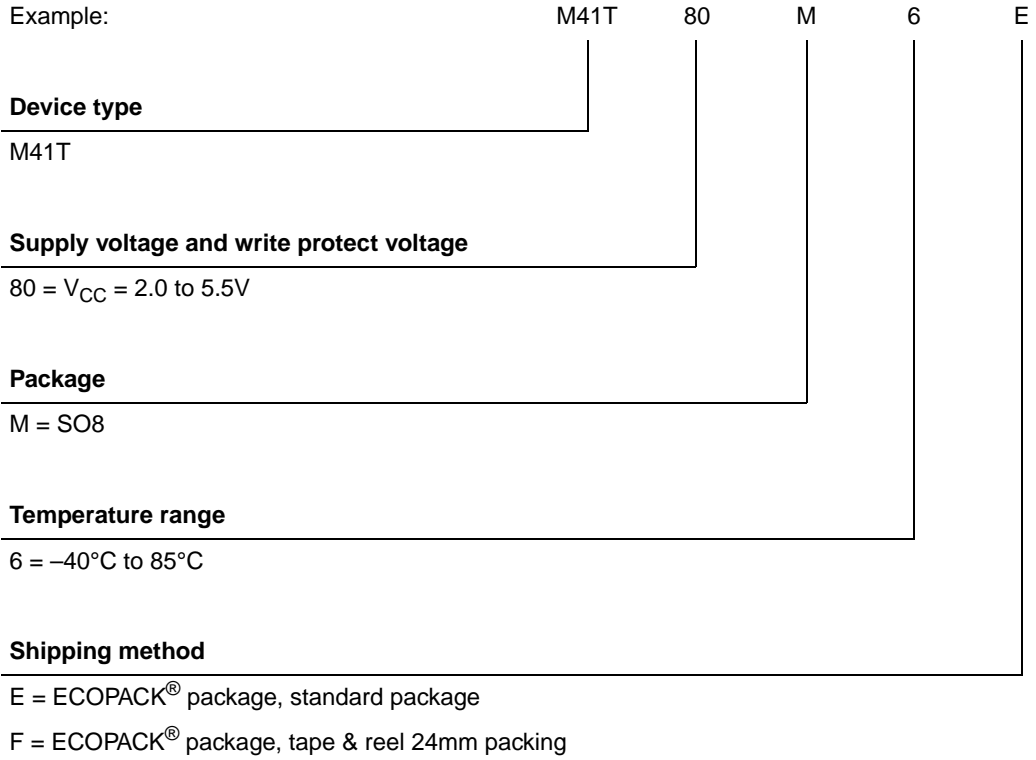 Example: M41T 80 M 6 E
Device type
M41T
Supply voltage and write protect voltage
80 = VCC = 2.0 to 5.5V
Package
M = SO8
Temperature range
6 = –40°C to 85°C
Shipping method
E = ECOPACK® package, standard package
F = ECOPACK® package, tape & reel 24mm packing